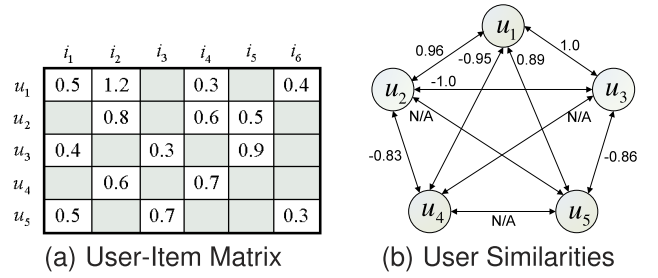 i1 i2 i3 i4 i5 i6
u1 0.5 1.2 0.3 0.4
u2 0.8 0.6 0.5
u3 0.4 0.3 0.9
u4 0.6 0.7
u5 0.5 0.7 0.3
(a) User-Item Matrix
u1
0.96 -0.95 0.89 1.0
u2 -1.0 u3
N/A N/A
-0.83 -0.86
u4 N/A u5
(b) User Similarities